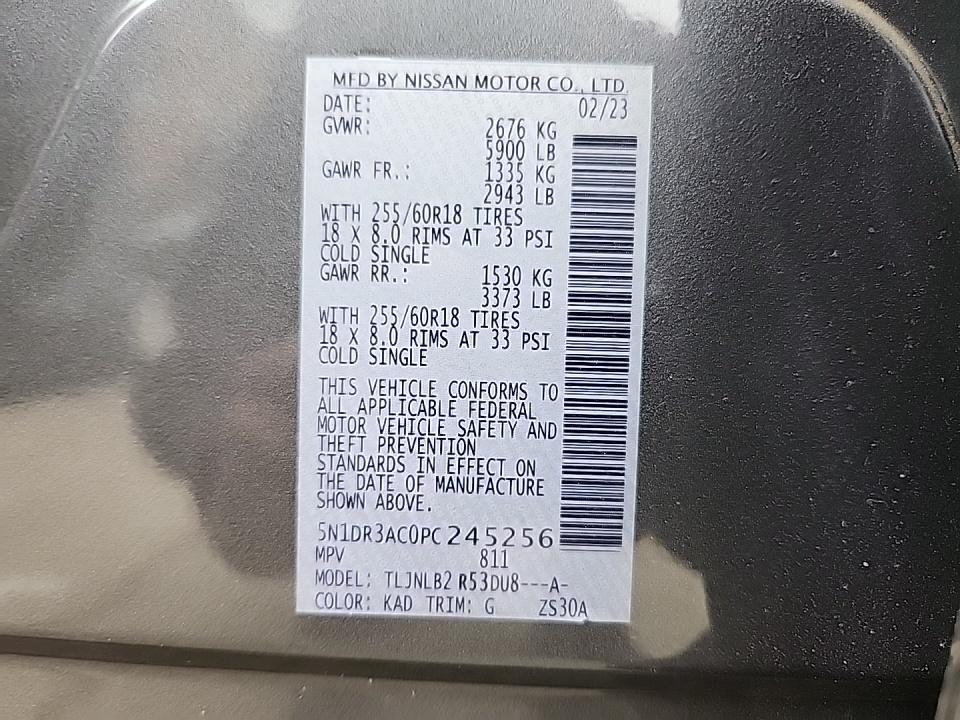 MFD BY NISSAN MOTOR CO., LTD.
DATE: 02/23
GVWR: 2676 KG
5900 LB
GAWR FR.: 1335 KG
2943 LB
WITH 255/60R18 TIRES
18 X 8.0 RIMS AT 33 PSI
COLD SINGLE
GAWR RR.: 1530 KG
3373 LB
WITH 255/60R18 TIRES
18 X 8.0 RIMS AT 33 PSI
COLD SINGLE
THIS VEHICLE CONFORMS TO
ALL APPLICABLE FEDERAL
MOTOR VEHICLE SAFETY AND
THEFT PREVENTION
STANDARDS IN EFFECT ON
THE DATE OF MANUFACTURE
SHOWN ABOVE.
5N1DR3AC0PC245256
MPV 811
MODEL: TLJNLB2 R53DU8---A-
COLOR: KAD TRIM: G ZS30A